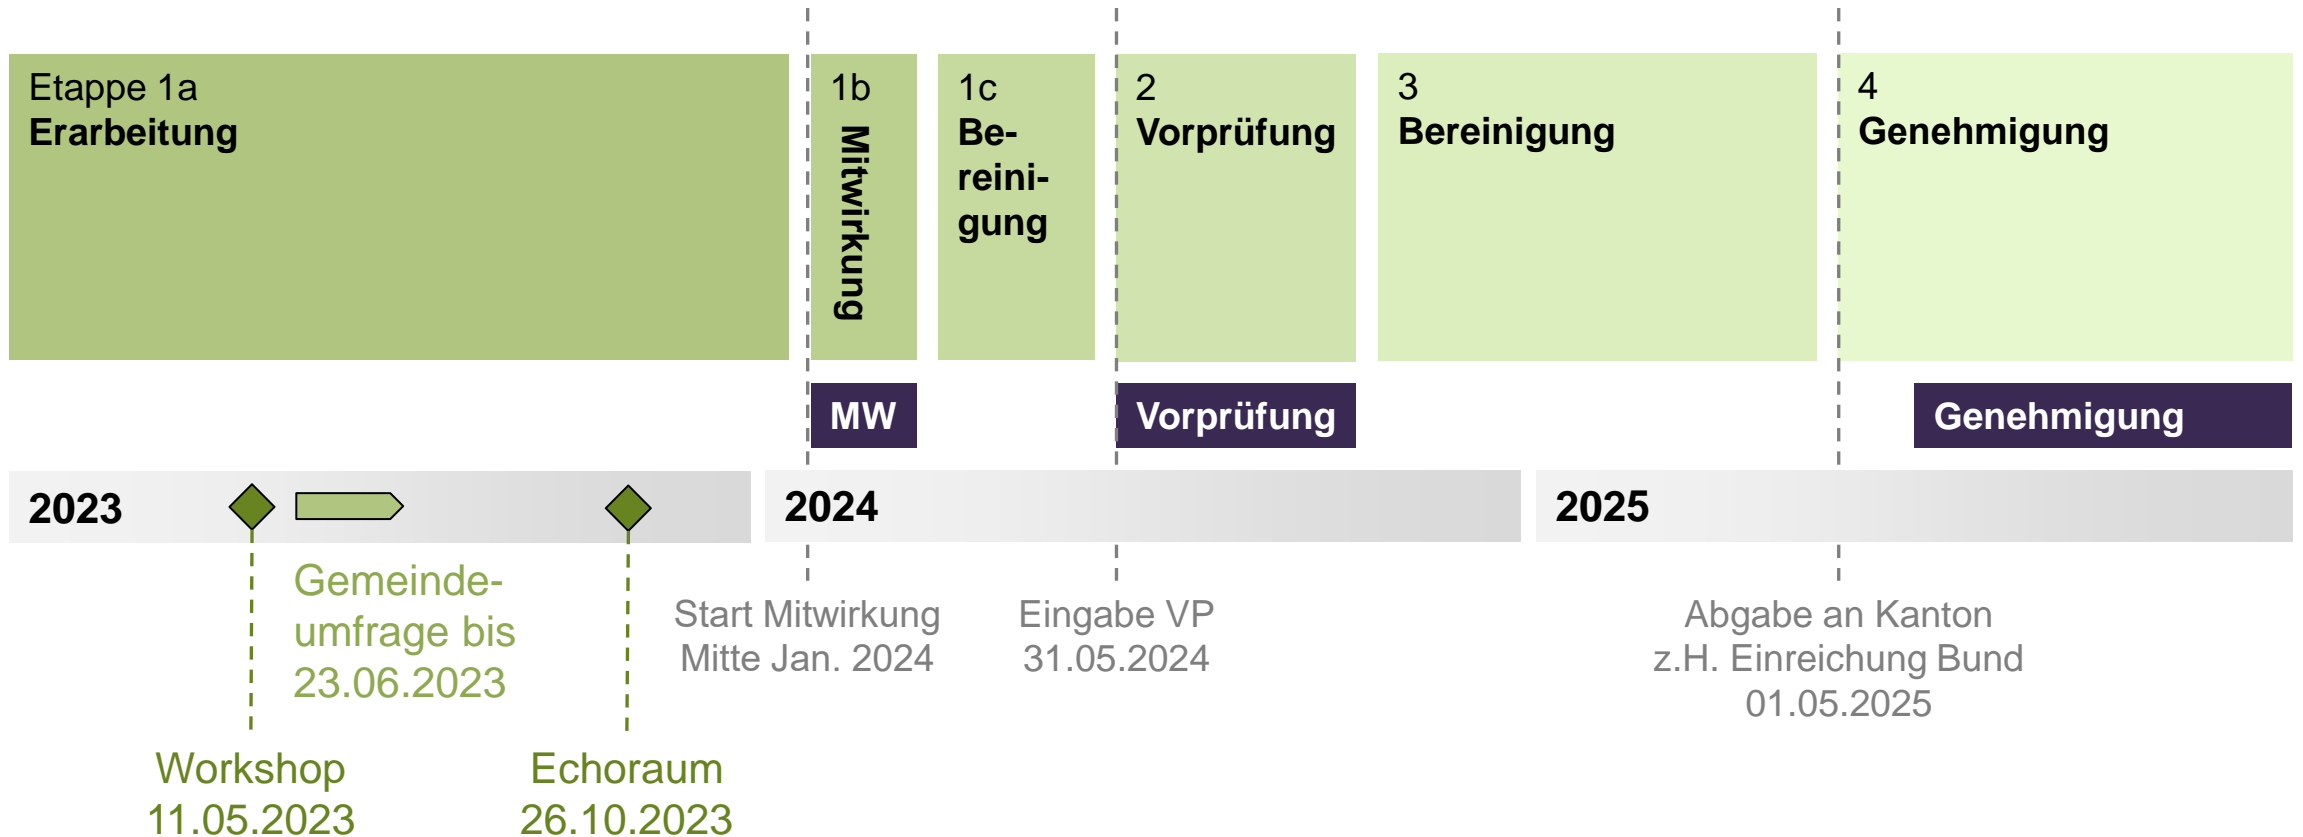 Etappe 1a
Erarbeitung
1b
Mitwirkung
1c
Be-
reini-
gung
2
Vorprüfung
3
Bereinigung
4
Genehmigung
MW
Vorprüfung
Genehmigung
2023
2024
2025
Gemeinde-
umfrage bis
23.06.2023
Start Mitwirkung
Mitte Jan. 2024
Eingabe VP
31.05.2024
Abgabe an Kanton
z.H. Einreichung Bund
01.05.2025
Workshop
11.05.2023
Echoraum
26.10.2023